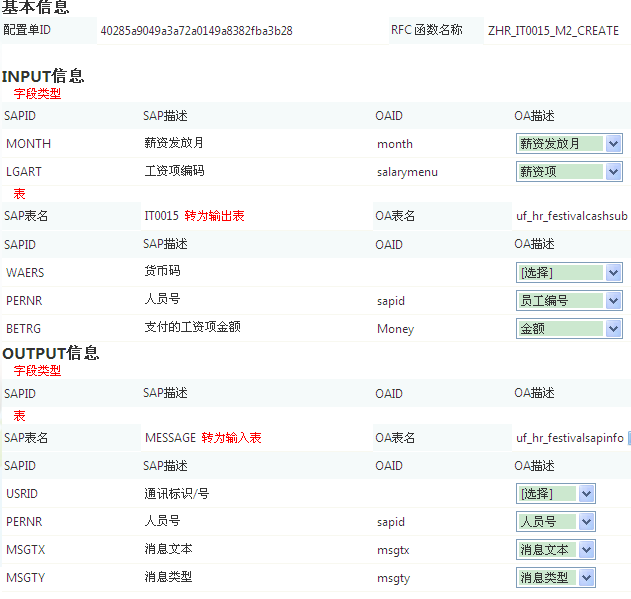 基本信息
配置单ID 40285a9049a3a72a0149a8382fba3b28 RFC 函数名称 ZHR_IT0015_M2_CREATE
INPUT信息
字段类型
SAPID SAP描述 OAID OA描述
MONTH 薪资发放月 month 薪资发放月
LGART 工资项编码 salarymenu 薪资项
表
SAP表名 IT0015 转为输出表 OA表名 uf_hr_festivalcashsub
SAPID SAP描述 OAID OA描述
WAERS 货币码 [选择]
PERNR 人员号 sapid 员工编号
BETRG 支付的工资项金额 Money 金额
OUTPUT信息
字段类型
SAPID SAP描述 OAID OA描述
表
SAP表名 MESSAGE 转为输入表 OA表名 uf_hr_festivalsapinfo
SAPID SAP描述 OAID OA描述
USRID 通讯标识/号 [选择]
PERNR 人员号 sapid 人员号
MSGTX 消息文本 msgtx 消息文本
MSGTY 消息类型 msgty 消息类型